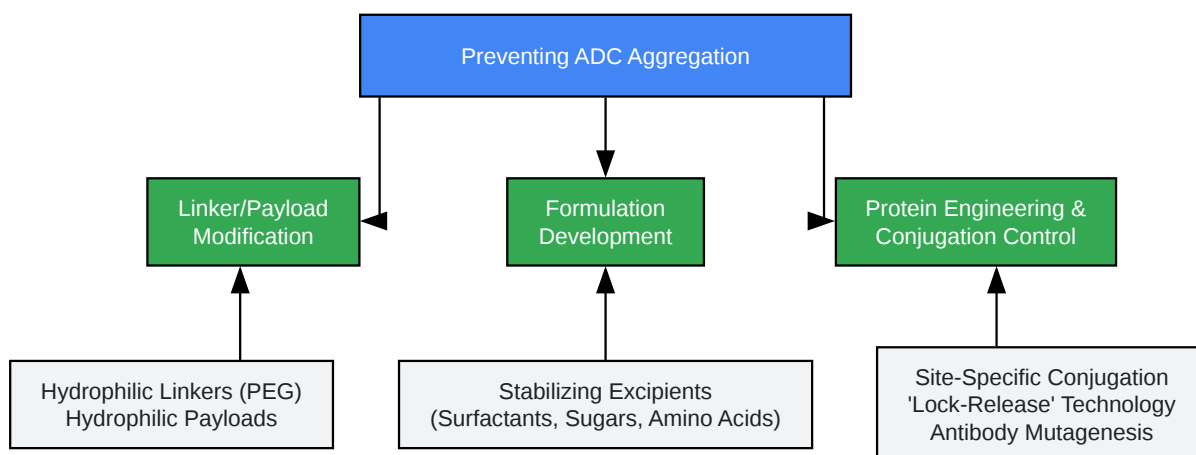 Preventing ADC Aggregation
Linker/Payload
Modification
Formulation
Development
Protein Engineering &
Conjugation Control
Hydrophilic Linkers (PEG)
Hydrophilic Payloads
Stabilizing Excipients
(Surfactants, Sugars, Amino Acids)
Site-Specific Conjugation
'Lock-Release' Technology
Antibody Mutagenesis